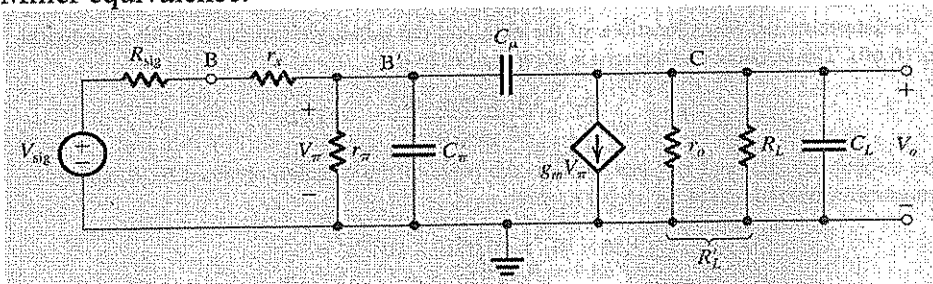 Miller equivalence.
R_sig B r_x B' C_μ C
+ +
V_sig + − V_π r_π C_π g_m V_π r_o R_L C_L V_o
− −
R'_L